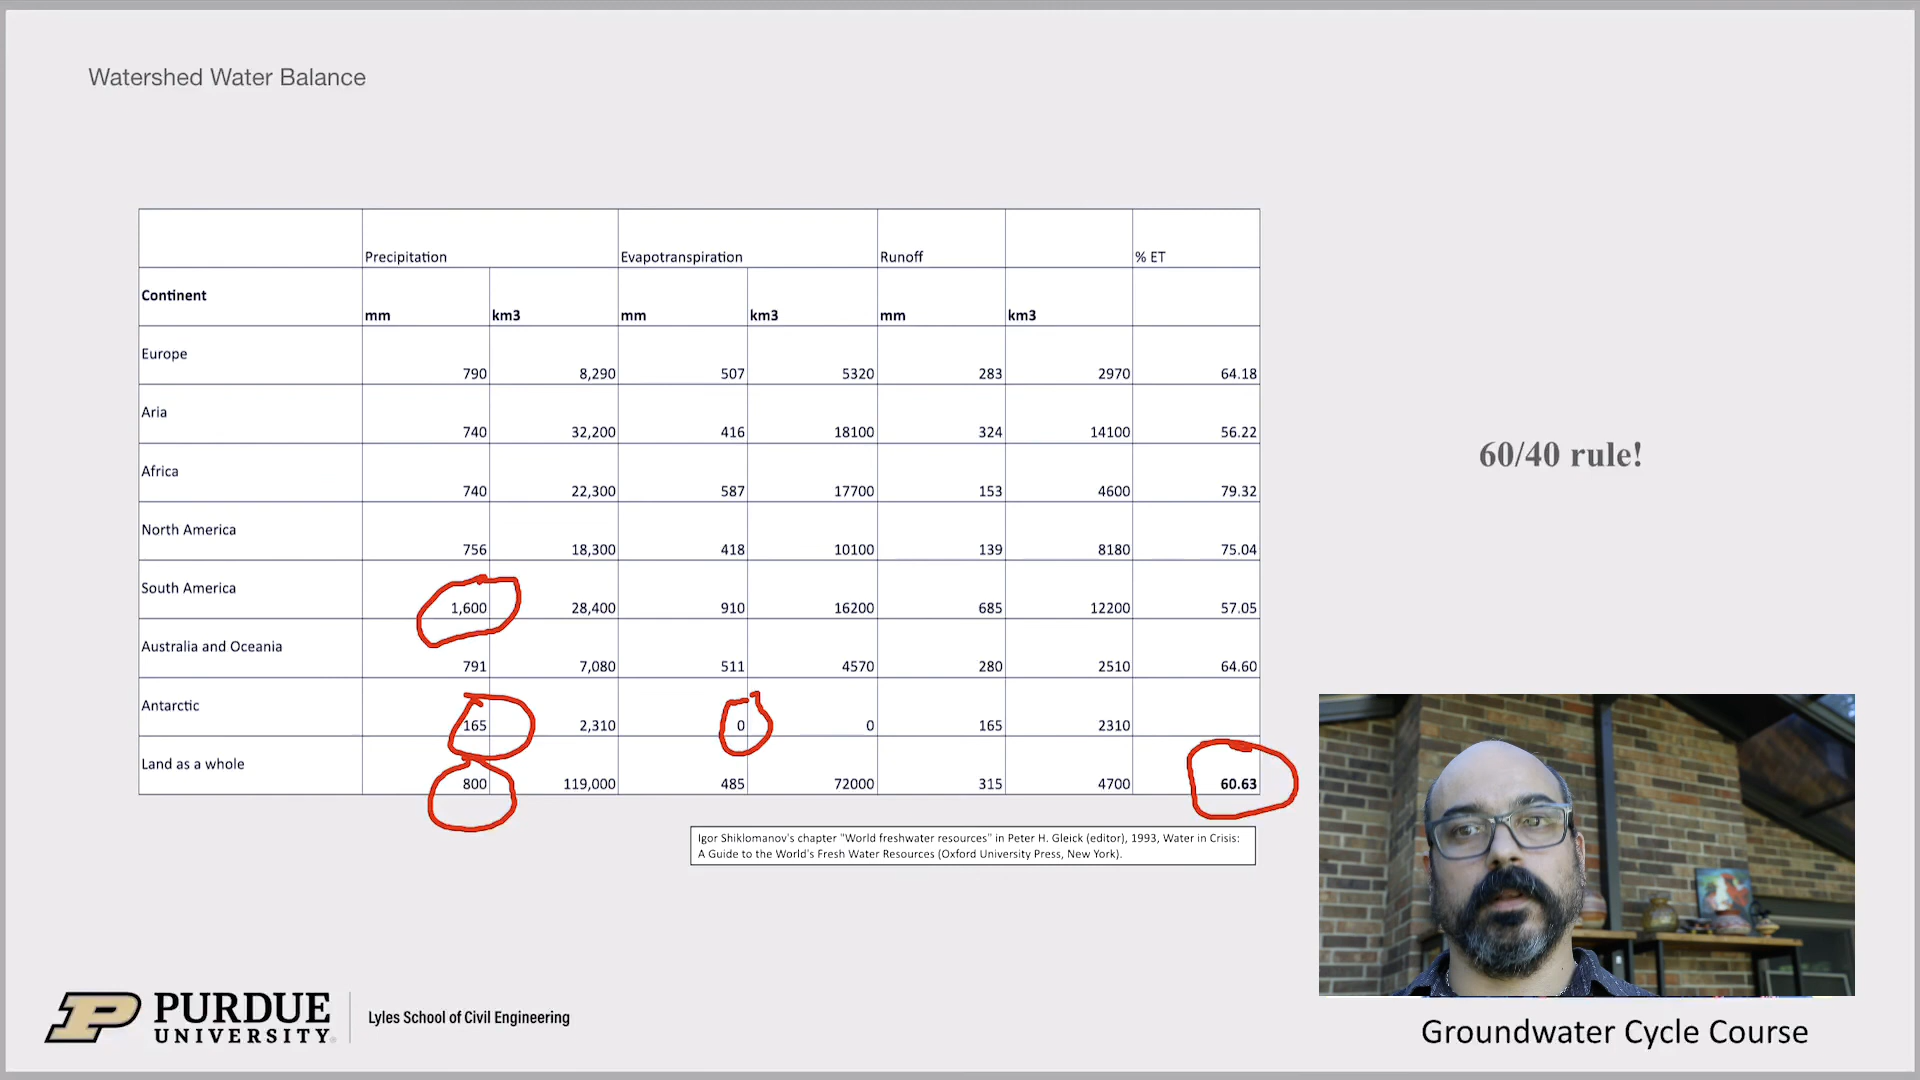 Watershed Water Balance
Precipitation Evapotranspiration Runoff % ET
Continent
mm km3 mm km3 mm km3
Europe 790 8,290 507 5320 283 2970 64.18
Aria 740 32,200 416 18100 324 14100 56.22
Africa 740 22,300 587 17700 153 4600 79.32
North America 756 18,300 418 10100 139 8180 75.04
South America 1,600 28,400 910 16200 685 12200 57.05
Australia and Oceania 791 7,080 511 4570 280 2510 64.60
Antarctic 165 2,310 0 0 165 2310
Land as a whole 800 119,000 485 72000 315 4700 60.63
60/40 rule!
Igor Shiklomanov's chapter "World freshwater resources" in Peter H. Gleick (editor), 1993, Water in Crisis:
A Guide to the World's Fresh Water Resources (Oxford University Press, New York).
P PURDUE
UNIVERSITY
Lyles School of Civil Engineering
Groundwater Cycle Course